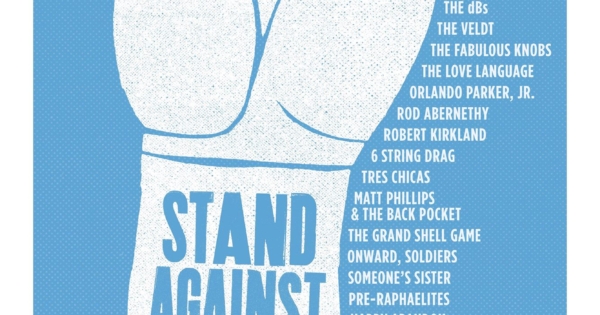 THE dBs
THE VELDT
THE FABULOUS KNOBS
THE LOVE LANGUAGE
ORLANDO PARKER, JR.
ROD ABERNETHY
ROBERT KIRKLAND
6 STRING DRAG
TRES CHICAS
MATT PHILLIPS
& THE BACK POCKET
THE GRAND SHELL GAME
ONWARD, SOLDIERS
SOMEONE'S SISTER
PRE-RAPHAELITES
STAND
AGAINST